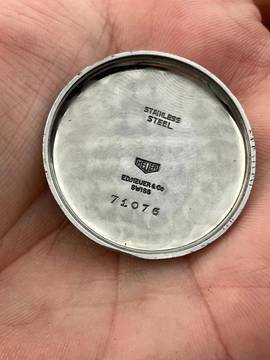 STAINLESS
STEEL
HEUER
ED.HEUER & Co
SWISS
71076